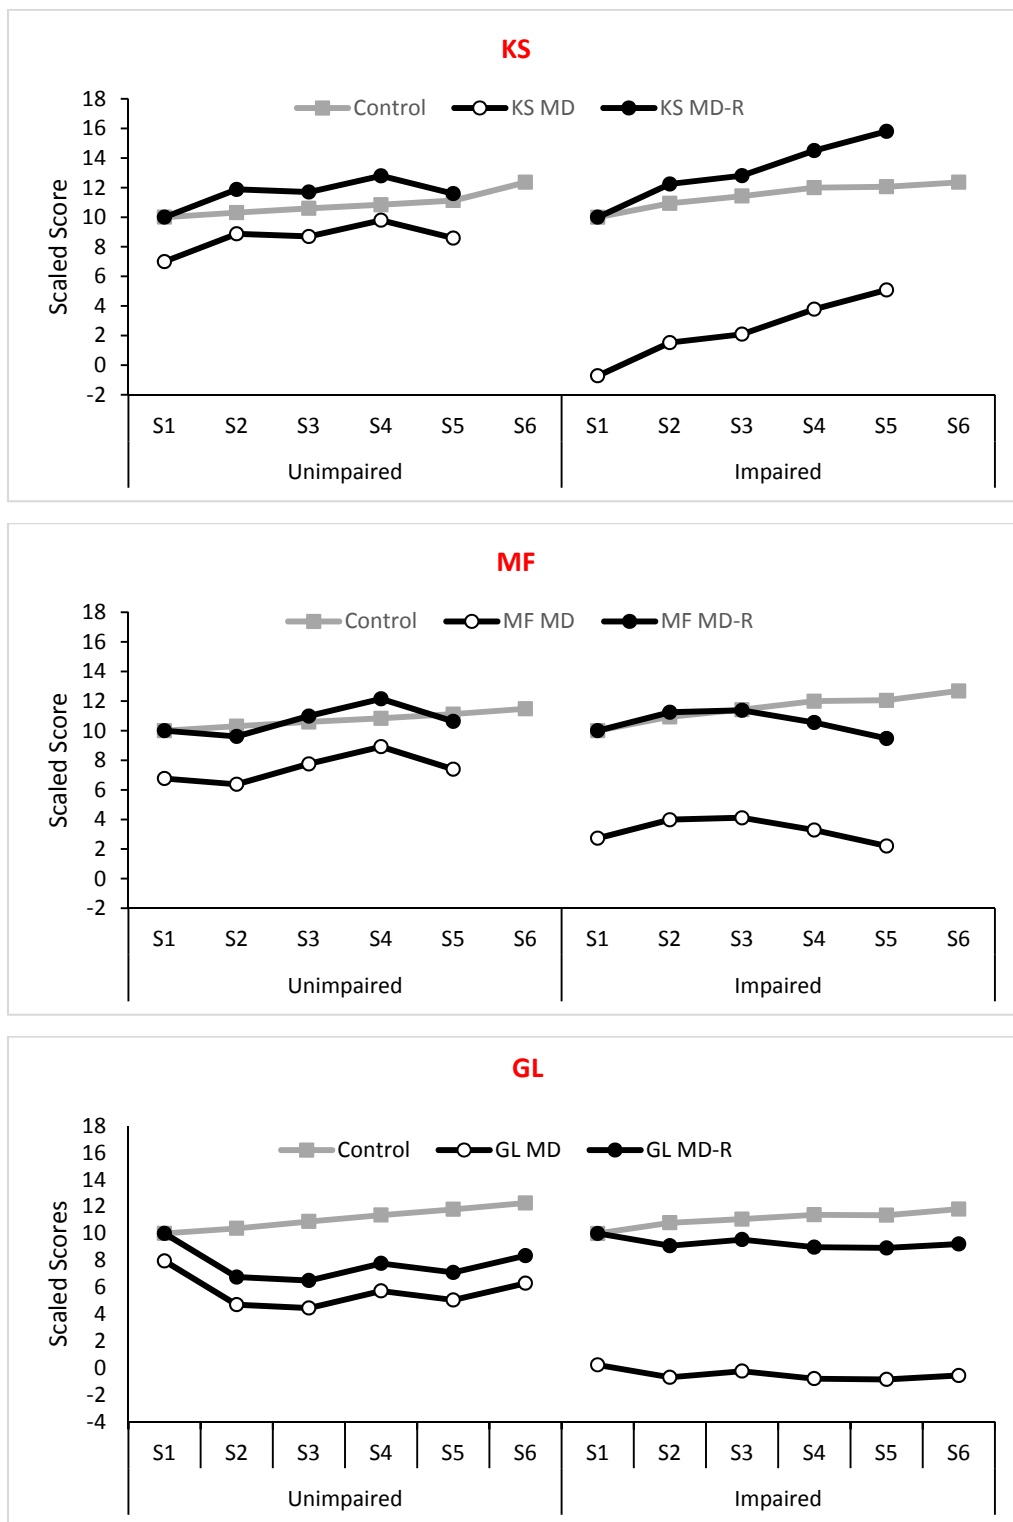 KS
Control KS MD KS MD-R
18
16
14
12
10
8
6
4
2
0
-2
Scaled Score
S1 S2 S3 S4 S5 S6 S1 S2 S3 S4 S5 S6
Unimpaired Impaired
MF
Control MF MD MF MD-R
18
16
14
12
10
8
6
4
2
0
-2
Scaled Score
S1 S2 S3 S4 S5 S6 S1 S2 S3 S4 S5 S6
Unimpaired Impaired
GL
Control GL MD GL MD-R
18
16
14
12
10
8
6
4
2
0
-2
-4
Scaled Scores
S1 S2 S3 S4 S5 S6 S1 S2 S3 S4 S5 S6
Unimpaired Impaired